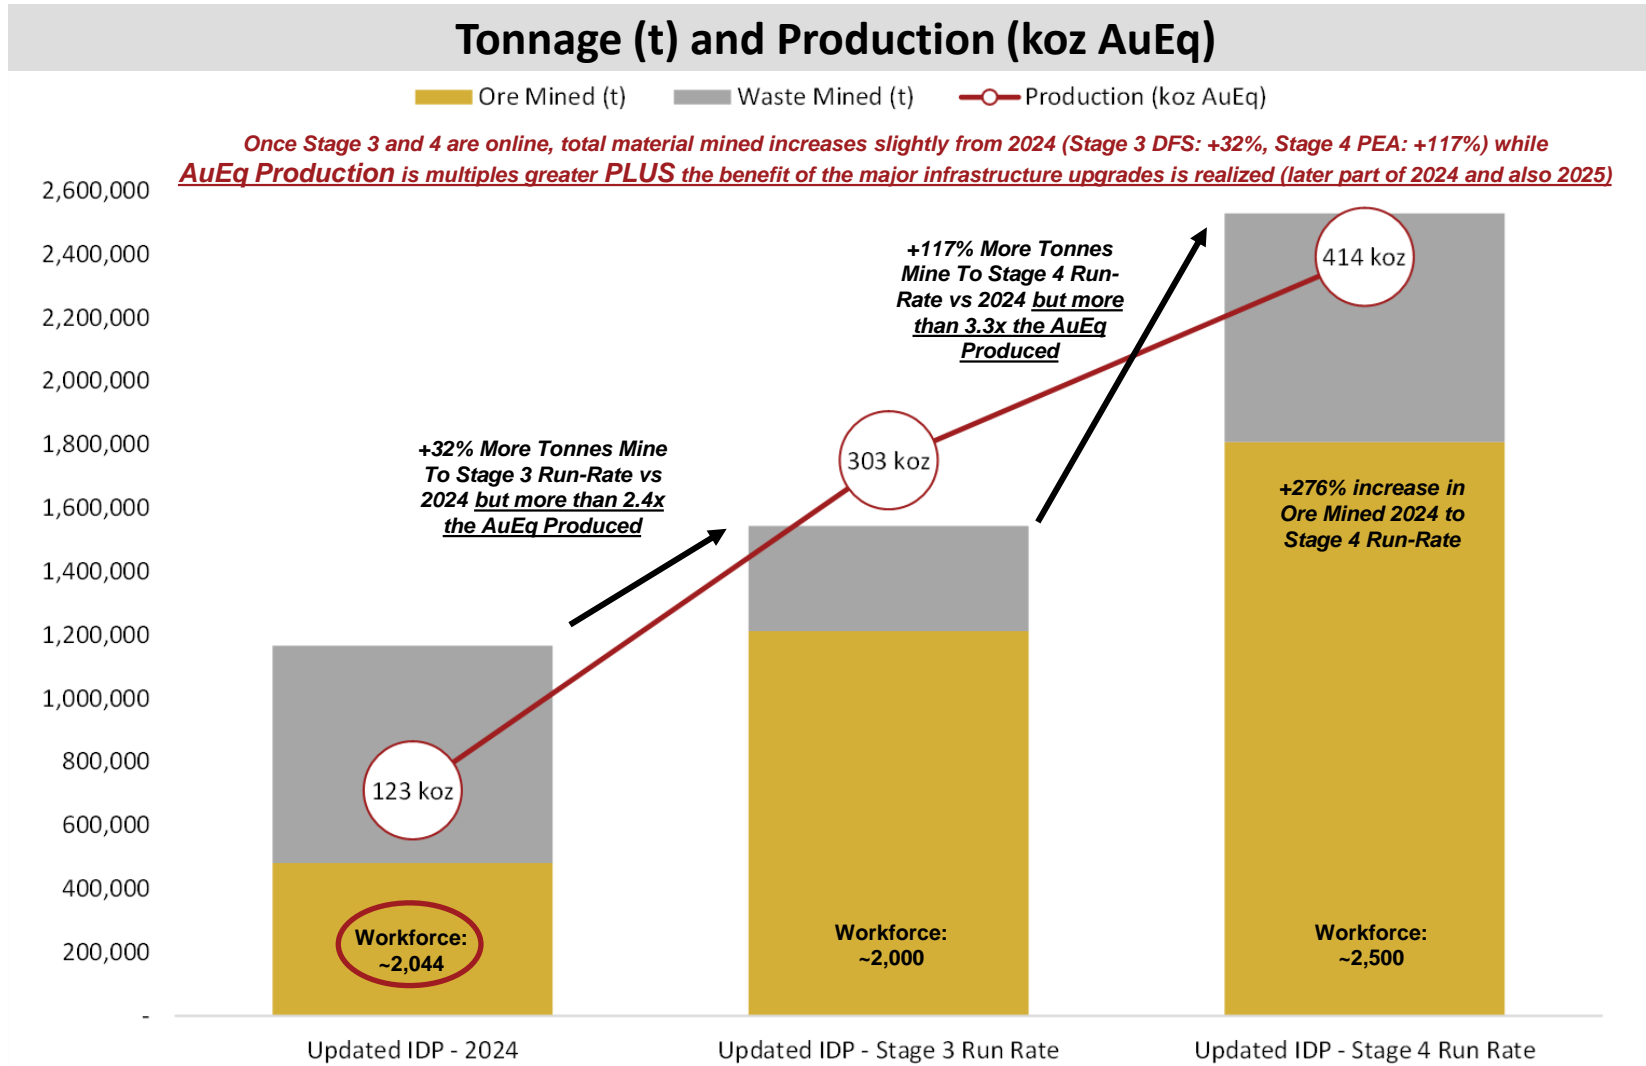 Tonnage (t) and Production (koz AuEq)
Ore Mined (t)
Waste Mined (t)
Production (koz AuEq)
Once Stage 3 and 4 are online, total material mined increases slightly from 2024 (Stage 3 DFS: +32%, Stage 4 PEA: +117%) while
AuEq Production is multiples greater PLUS the benefit of the major infrastructure upgrades is realized (later part of 2024 and also 2025)
2,600,000
2,400,000
2,200,000
2,000,000
1,800,000
1,600,000
1,400,000
1,200,000
1,000,000
800,000
600,000
400,000
200,000
-
+32% More Tonnes Mine
To Stage 3 Run-Rate vs
2024 but more than 2.4x
the AuEq Produced
+117% More Tonnes
Mine To Stage 4 Run-
Rate vs 2024 but more
than 3.3x the AuEq
Produced
+276% increase in
Ore Mined 2024 to
Stage 4 Run-Rate
123 koz
303 koz
414 koz
Workforce:
~2,044
Workforce:
~2,000
Workforce:
~2,500
Updated IDP - 2024
Updated IDP - Stage 3 Run Rate
Updated IDP - Stage 4 Run Rate